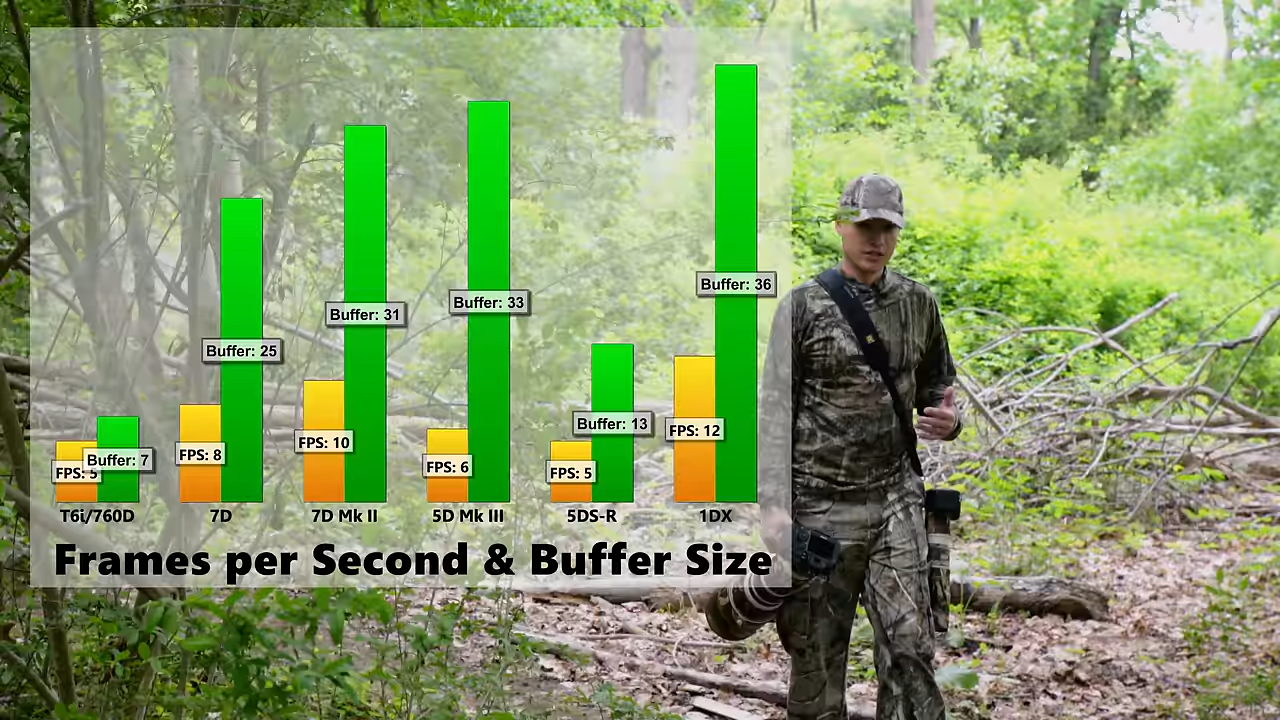 Buffer: 36
Buffer: 33
Buffer: 31
Buffer: 25
Buffer: 13
FPS: 12
FPS: 10
FPS: 8
Buffer: 7
FPS: 6
FPS: 5
FPS: 5
T6i/760D 7D 7D Mk II 5D Mk III 5DS-R 1DX
Frames per Second & Buffer Size